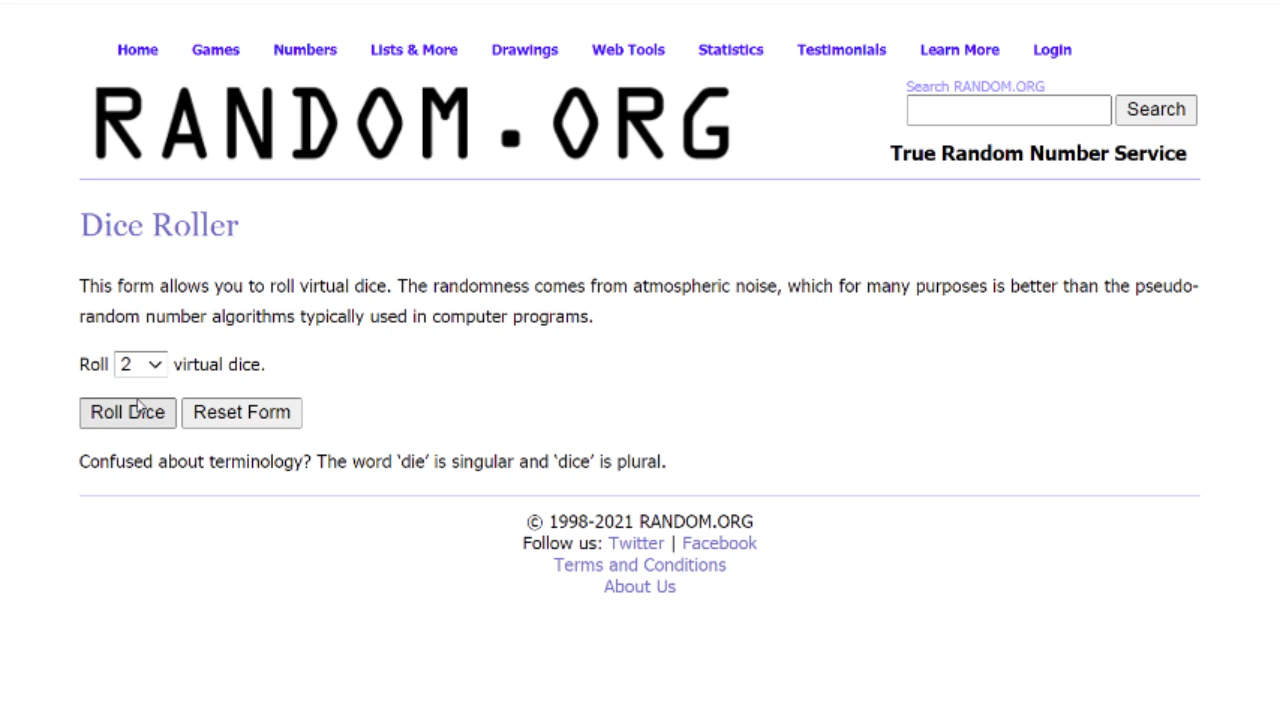 Home Games Numbers Lists & More Drawings Web Tools Statistics Testimonials Learn More Login
RANDOM.ORG
Search RANDOM.ORG
Search
True Random Number Service
Dice Roller
This form allows you to roll virtual dice. The randomness comes from atmospheric noise, which for many purposes is better than the pseudo-
random number algorithms typically used in computer programs.
Roll 2 virtual dice.
Roll Dice Reset Form
Confused about terminology? The word ‘die’ is singular and ‘dice’ is plural.
© 1998-2021 RANDOM.ORG
Follow us: Twitter | Facebook
Terms and Conditions
About Us